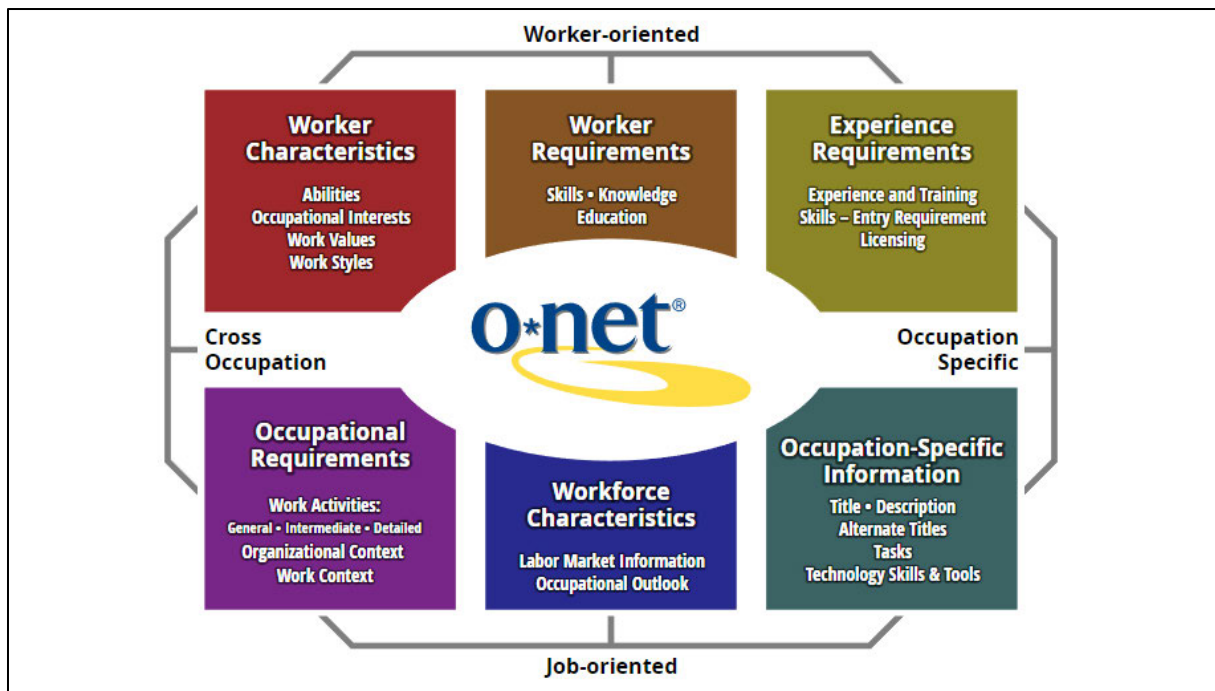 Worker-oriented
Worker
Characteristics
Abilities
Occupational Interests
Work Values
Work Styles
Worker
Requirements
Skills • Knowledge
Education
Experience
Requirements
Experience and Training
Skills – Entry Requirement
Licensing
Cross
Occupation
o*net®
Occupation
Specific
Occupational
Requirements
Work Activities:
General • Intermediate • Detailed
Organizational Context
Work Context
Workforce
Characteristics
Labor Market Information
Occupational Outlook
Occupation-Specific
Information
Title • Description
Alternate Titles
Tasks
Technology Skills & Tools
Job-oriented